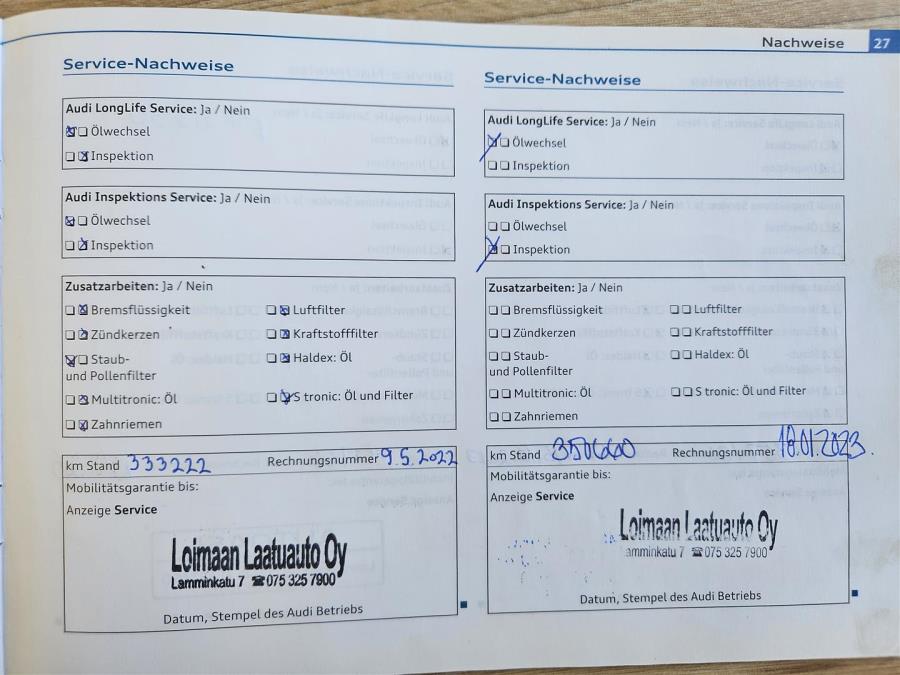 Nachweise 27
Service-Nachweise
Audi LongLife Service: Ja / Nein
Ölwechsel
Inspektion
Audi Inspektions Service: Ja / Nein
Ölwechsel
Inspektion
Zusatzarbeiten: Ja / Nein
Bremsflüssigkeit Luftfilter
Zündkerzen Kraftstofffilter
Staub- Haldex: Öl
und Pollenfilter
Multitronic: Öl S tronic: Öl und Filter
Zahnriemen
km Stand 333222 Rechnungsnummer 9.5.2022
Mobilitätsgarantie bis:
Anzeige Service
Loimaan Laatuauto Oy
Lamminkatu 7 ☎075 325 7900
Datum, Stempel des Audi Betriebs
Service-Nachweise
Audi LongLife Service: Ja / Nein
Ölwechsel
Inspektion
Audi Inspektions Service: Ja / Nein
Ölwechsel
Inspektion
Zusatzarbeiten: Ja / Nein
Bremsflüssigkeit Luftfilter
Zündkerzen Kraftstofffilter
Staub- Haldex: Öl
und Pollenfilter
Multitronic: Öl S tronic: Öl und Filter
Zahnriemen
km Stand Rechnungsnummer 18.01.2023.
Mobilitätsgarantie bis:
Anzeige Service
Loimaan Laatuauto Oy
amminkatu 7 ☎075 325 7900
Datum, Stempel des Audi Betriebs